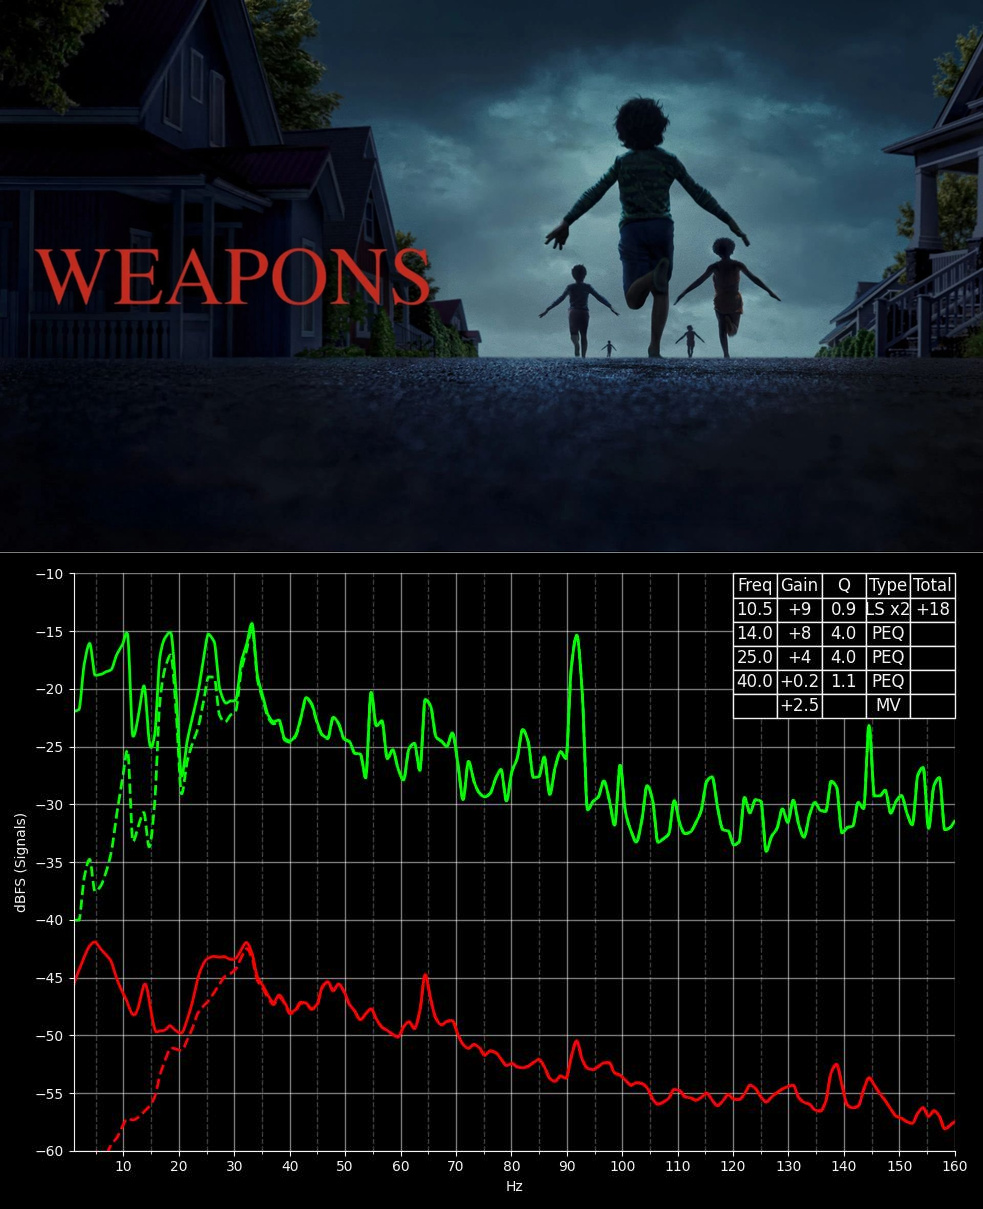 WEAPONS
Freq Gain Q Type Total
10.5 +9 0.9 LS x2 +18
14.0 +8 4.0 PEQ
25.0 +4 4.0 PEQ
40.0 +0.2 1.1 PEQ
+2.5 MV
dBFS (Signals)
−10
−15
−20
−25
−30
−35
−40
−45
−50
−55
−60
10 20 30 40 50 60 70 80 90 100 110 120 130 140 150 160
Hz